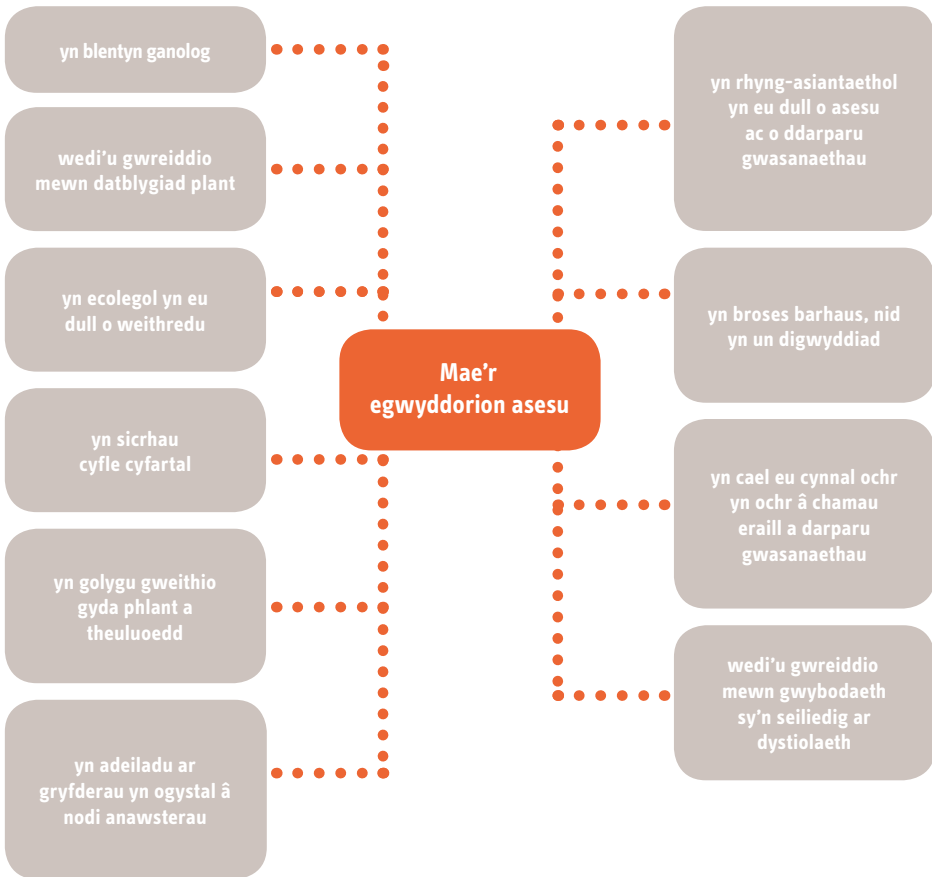 yn blentyn ganolog
wedi'u gwreiddio
mewn datblygiad plant
yn ecolegol yn eu
dull o weithredu
yn sicrhau
cyfle cyfartal
yn golygu gweithio
gyda phlant a
theuluoedd
yn adeiladu ar
gryfderau yn ogystal â
nodi anawsterau
Mae'r
egwyddorion asesu
yn rhyng-asiantaethol
yn eu dull o asesu
ac o ddarparu
gwasanaethau
yn broses barhaus, nid
yn un digwyddiad
yn cael eu cynnal ochr
yn ochr â chamau
eraill a darparu
gwasanaethau
wedi'u gwreiddio
mewn gwybodaeth
sy'n seiliedig ar
dystiolaeth